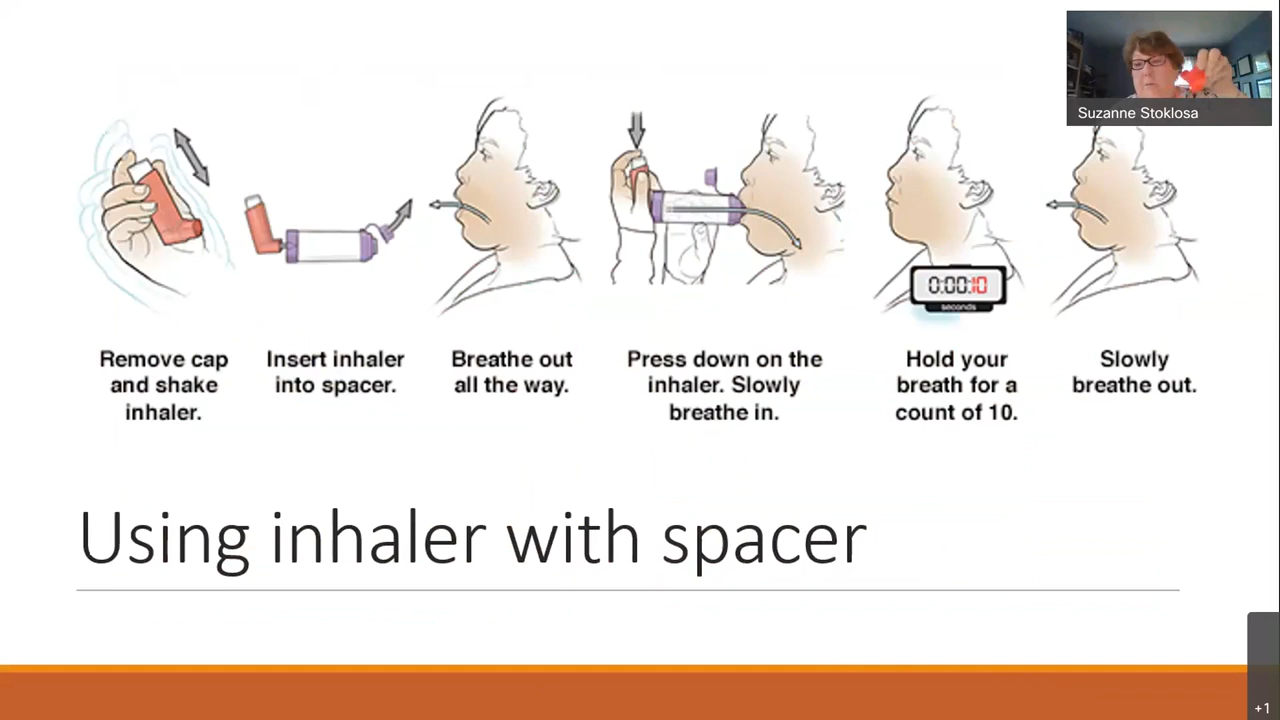 Suzanne Stoklosa
0:00:10
seconds
Remove cap
and shake
inhaler.
Insert inhaler
into spacer.
Breathe out
all the way.
Press down on the
inhaler. Slowly
breathe in.
Hold your
breath for a
count of 10.
Slowly
breathe out.
Using inhaler with spacer
+1